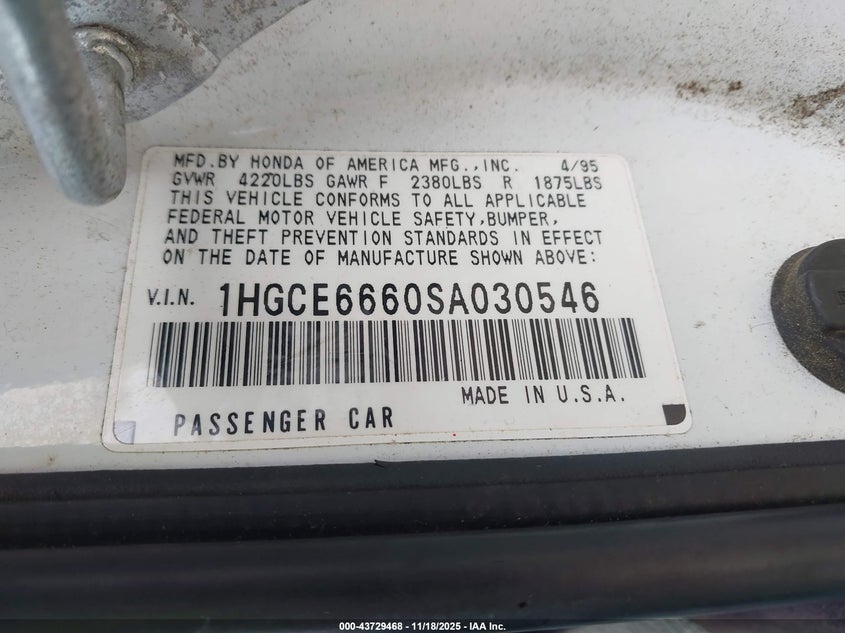 MFD.BY HONDA OF AMERICA MFG.,INC. 4/95
GVWR 4220LBS GAWR F 2380LBS R 1875LBS
THIS VEHICLE CONFORMS TO ALL APPLICABLE
FEDERAL MOTOR VEHICLE SAFETY,BUMPER,
AND THEFT PREVENTION STANDARDS IN EFFECT
ON THE DATE OF MANUFACTURE SHOWN ABOVE:
V.I.N. 1HGCE6660SA030546
MADE IN U.S.A.
PASSENGER CAR
000-43729468 - 11/18/2025 - IAA Inc.